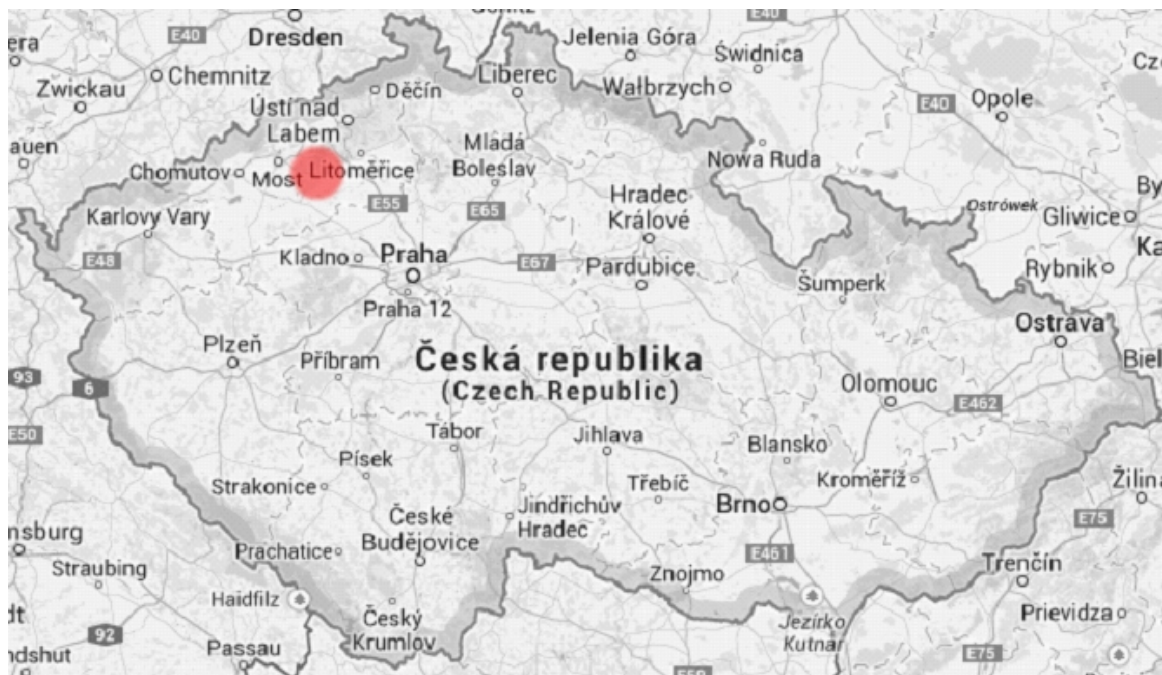 E40
Dresden
Jelenia Góra
E40
Świdnica
Chemnitz
Zwickau
Děčín
Liberec
Wałbrzych
E40
Opole
Ústí nad
Labem
Mladá
Boleslav
Nowa Ruda
Chomutov
Most
Litoměřice
Karlovy Vary
E55
E65
Hradec
Králové
Ostrówek
Gliwice
E48
Kladno
Praha
E67
Pardubice
Rybnik
Praha 12
Šumperk
Plzeň
Příbram
Ostrava
Česká republika
(Czech Republic)
93
6
Olomouc
E462
E50
Tábor
Jihlava
Blansko
Písek
Strakonice
Třebíč
Kroměříž
Brno
České
Budějovice
Jindřichův
Hradec
E75
Prachatice
E461
Straubing
Znojmo
Trenčín
Haidfilz
Český
Krumlov
Jezírko
Kutnar
Prievidza
92
Passau
E75